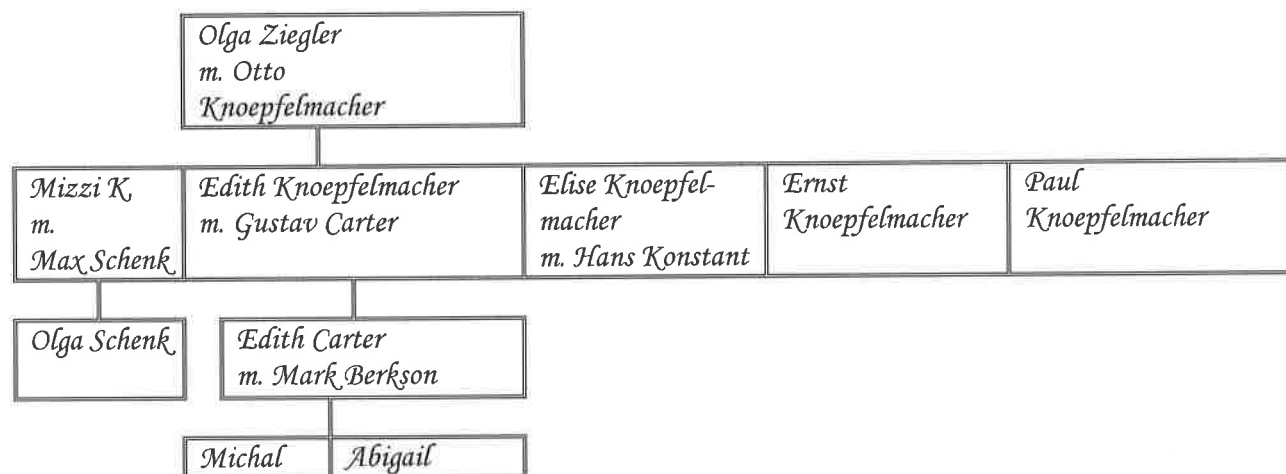 Olga Ziegler
m. Otto
Knoepfelmacher
Mizzi K.
m.
Max Schenk
Edith Knoepfelmacher
m. Gustav Carter
Elise Knoepfel-
macher
m. Hans Konstant
Ernst
Knoepfelmacher
Paul
Knoepfelmacher
Olga Schenk
Edith Carter
m. Mark Berkson
Michal
Abigail